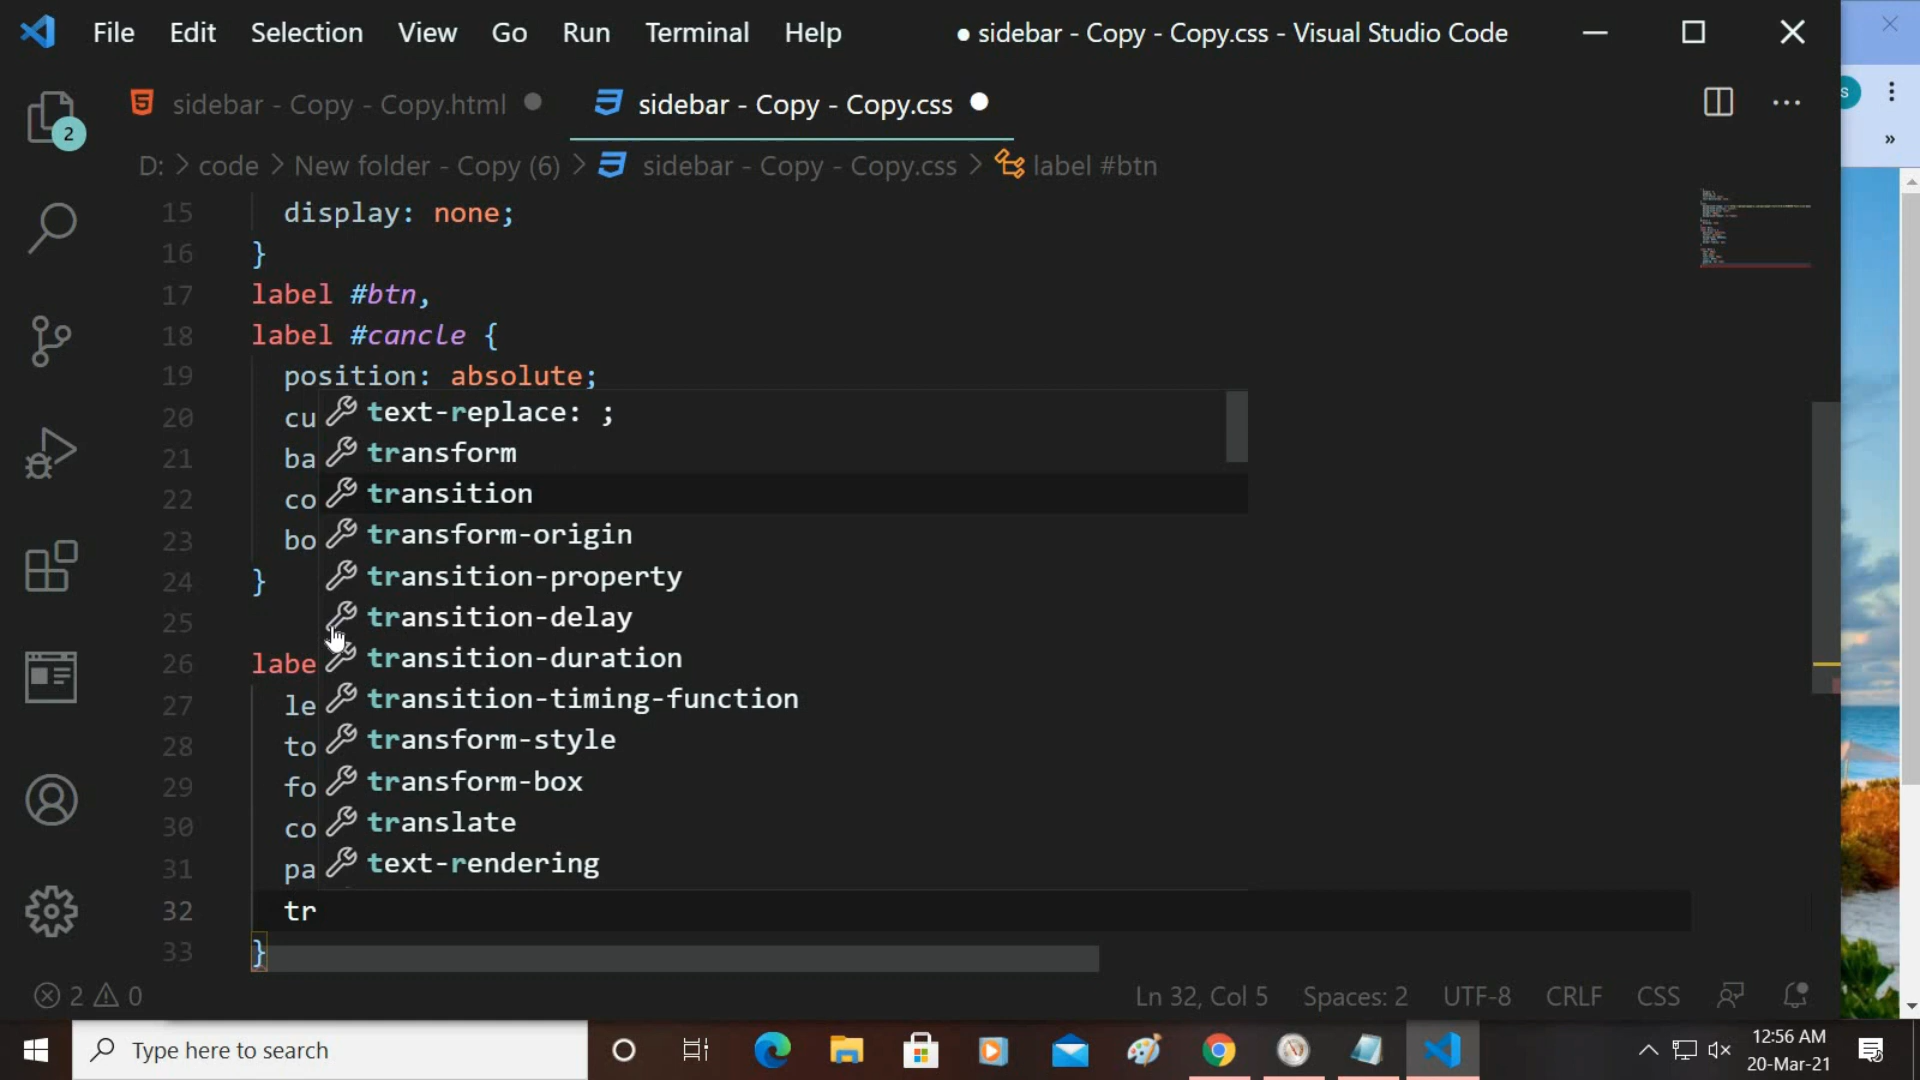 File Edit Selection View Go Run Terminal Help ● sidebar - Copy - Copy.css - Visual Studio Code
sidebar - Copy - Copy.html sidebar - Copy - Copy.css
D: > code > New folder - Copy (6) > sidebar - Copy - Copy.css > label #btn
15 display: none;
16 }
17 label #btn,
18 label #cancle {
19 position: absolute;
20 cu text-replace: ;
21 ba transform
22 co transition
23 bo transform-origin
24 } transition-property
25 transition-delay
26 labe transition-duration
27 le transition-timing-function
28 to transform-style
29 fo transform-box
30 co translate
31 pa text-rendering
32 tr
33 }
2 0 Ln 32, Col 5 Spaces: 2 UTF-8 CRLF CSS
Type here to search
12:56 AM
20-Mar-21
2
s
»